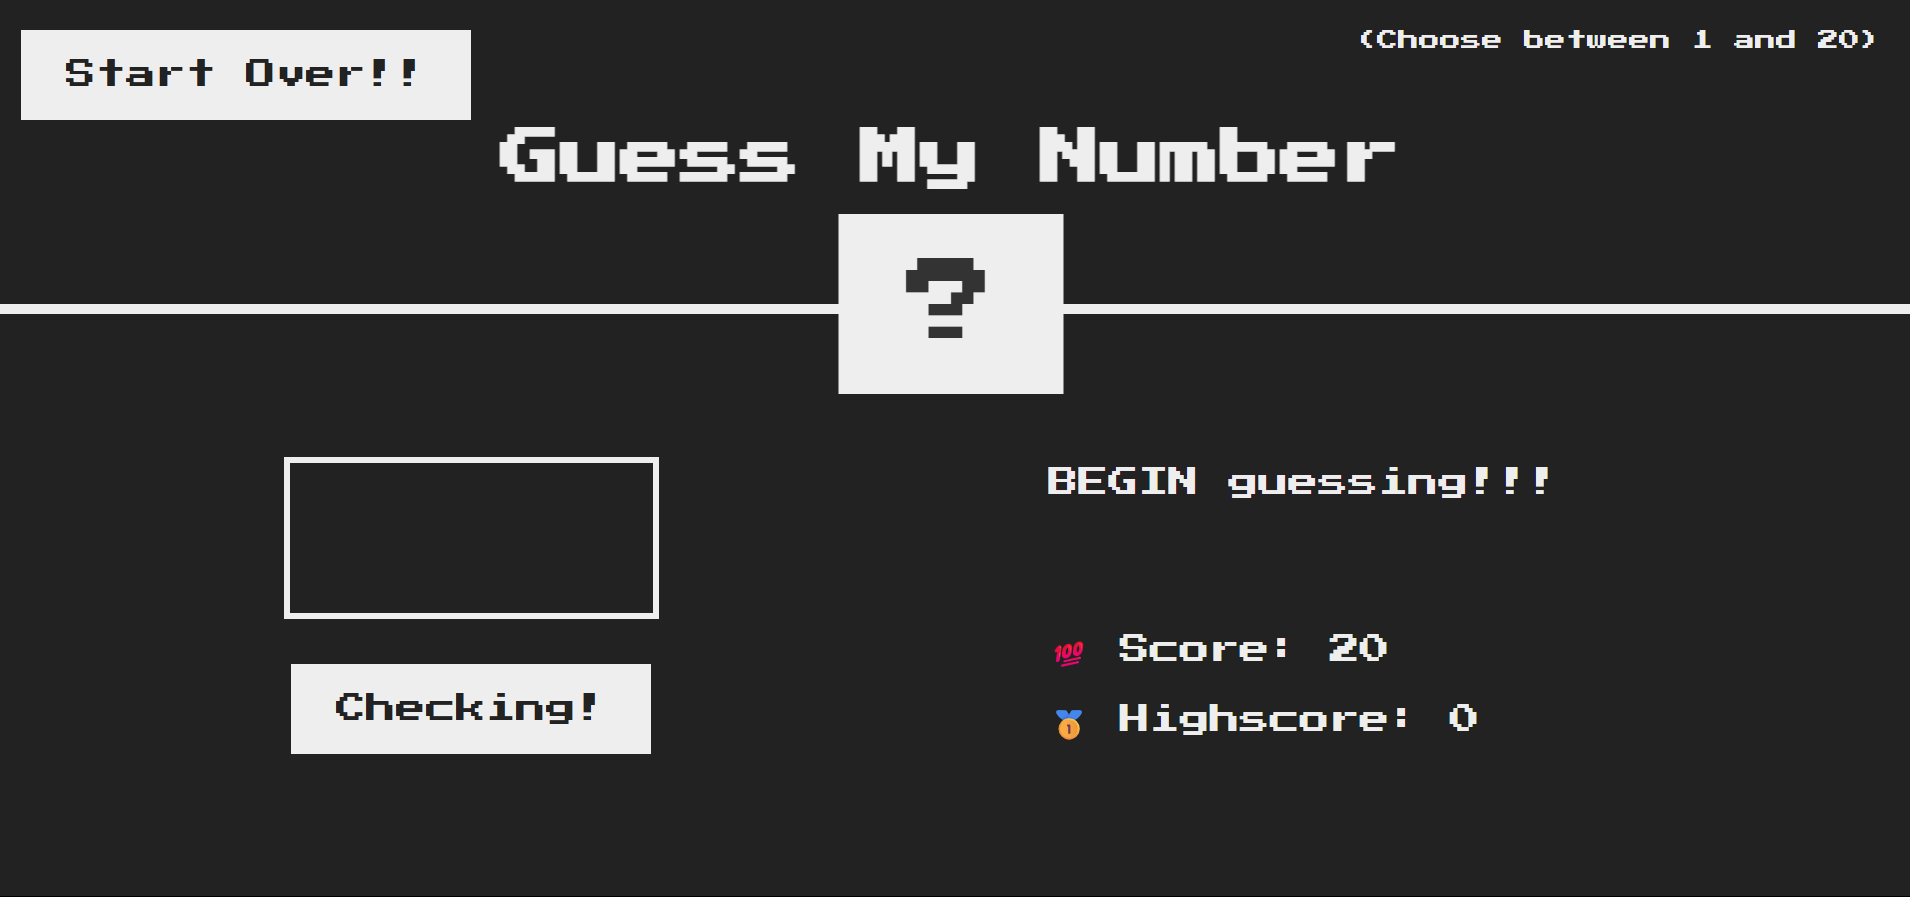 Start Over!!
(Choose between 1 and 20)
Guess My Number
?
BEGIN guessing!!!
Checking!
💯 Score: 20
🥇 Highscore: 0